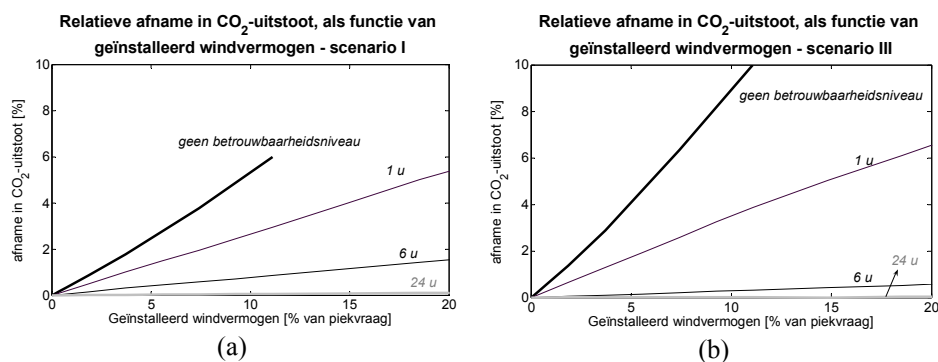 Relatieve afname in CO2-uitstoot, als functie van
geïnstalleerd windvermogen - scenario I
10
8
6
4
2
0
0
5
10
15
20
afname in CO2-uitstoot [%]
Geïnstalleerd windvermogen [% van piekvraag]
geen betrouwbaarheidsniveau
1 u
6 u
24 u
(a)
Relatieve afname in CO2-uitstoot, als functie van
geïnstalleerd windvermogen - scenario III
10
8
6
4
2
0
0
5
10
15
20
afname in CO2-uitstoot [%]
Geïnstalleerd windvermogen [% van piekvraag]
geen betrouwbaarheidsniveau
1 u
6 u
24 u
(b)